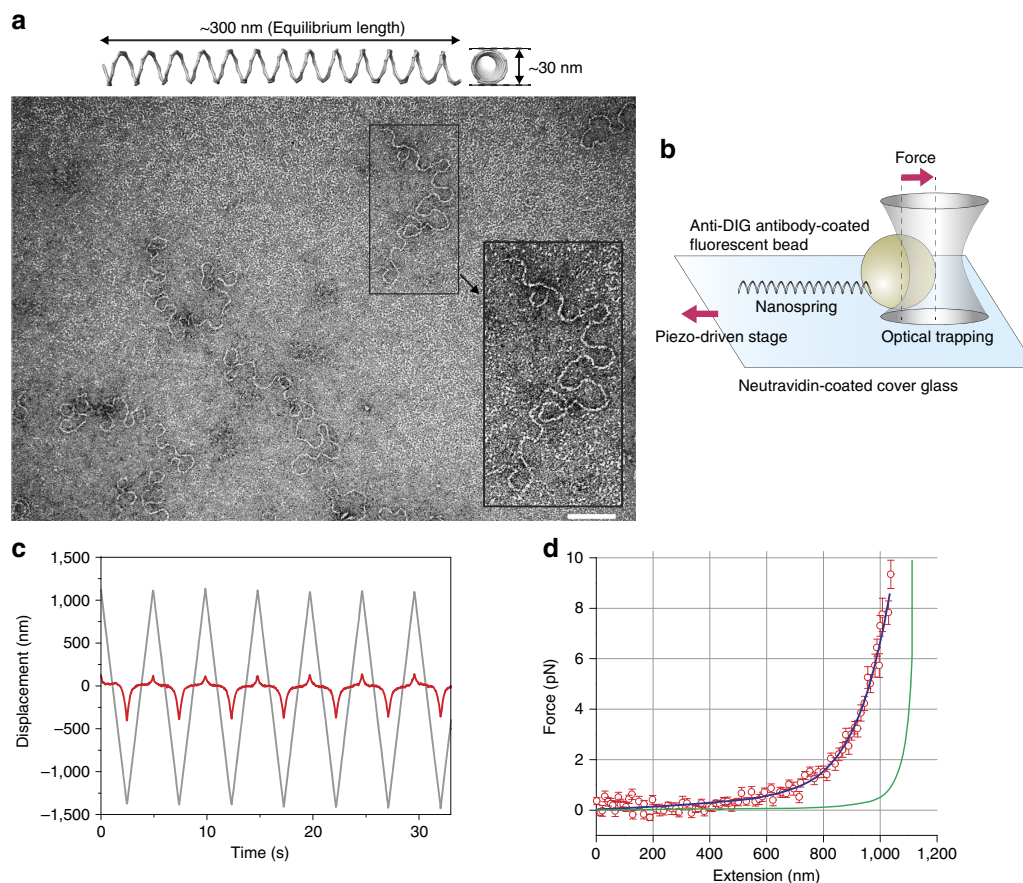 a
~300 nm (Equilibrium length)
~30 nm
b
Force
Anti-DIG antibody-coated
fluorescent bead
Nanospring
Piezo-driven stage
Optical trapping
Neutravidin-coated cover glass
c
1,500
1,000
500
0
–500
–1,000
–1,500
Displacement (nm)
0
10
20
30
Time (s)
d
10
8
6
4
2
0
Force (pN)
0
200
400
600
800
1,000
1,200
Extension (nm)